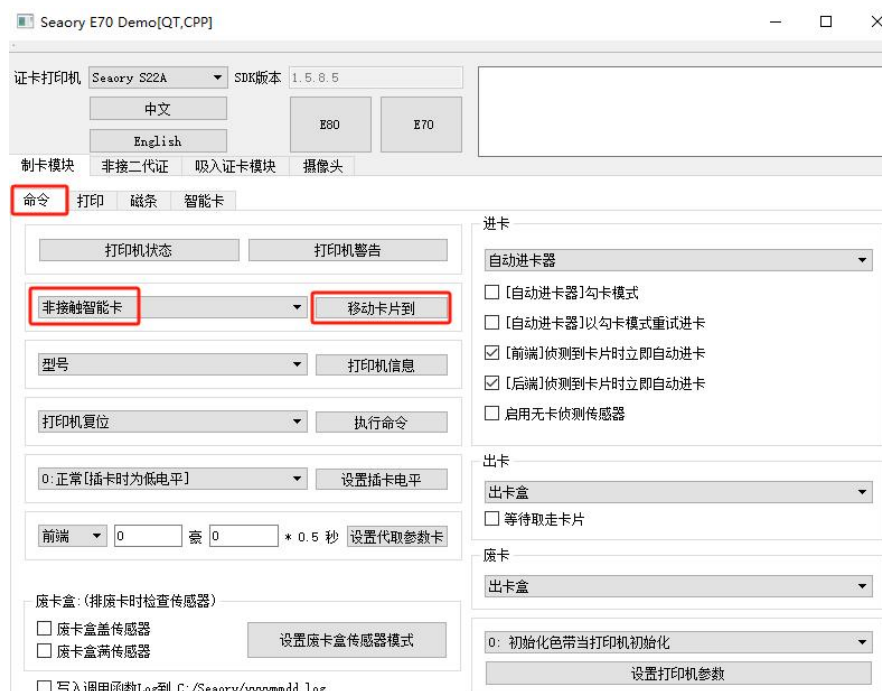 Seaory E70 Demo[QT,CPP]
证卡打印机 Seaory S22A SDK版本 1.5.8.5
中文
English
E80 E70
制卡模块 非接二代证 吸入证卡模块 摄像头
命令 打印 磁条 智能卡
打印机状态 打印机警告
非接触智能卡 移动卡片到
型号 打印机信息
打印机复位 执行命令
0:正常[插卡时为低电平] 设置插卡电平
前端 0 豪 0 * 0.5 秒 设置代取参数卡
废卡盒:(排废卡时检查传感器)
废卡盒盖传感器
废卡盒满传感器
设置废卡盒传感器模式
写入调用函数Log到 C:/Seaory/yyyymmdd.log
进卡
自动进卡器
[自动进卡器]勾卡模式
[自动进卡器]以勾卡模式重试进卡
[前端]侦测到卡片时立即自动进卡
[后端]侦测到卡片时立即自动进卡
启用无卡侦测传感器
出卡
出卡盒
等待取走卡片
废卡
出卡盒
0: 初始化色带当打印机初始化
设置打印机参数